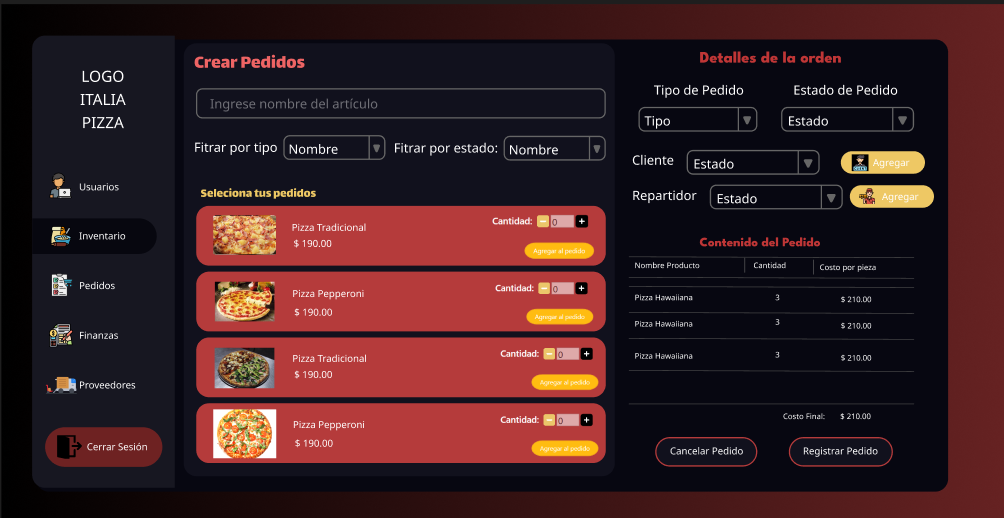 LOGO
ITALIA
PIZZA
Usuarios
Inventario
Pedidos
Finanzas
Proveedores
Cerrar Sesión
Crear Pedidos
Ingrese nombre del artículo
Fitrar por tipo
Nombre
Fitrar por estado:
Nombre
Seleciona tus pedidos
Pizza Tradicional
$ 190.00
Cantidad:
0
Agregar al pedido
Pizza Pepperoni
$ 190.00
Cantidad:
0
Agregar al pedido
Pizza Tradicional
$ 190.00
Cantidad:
0
Agregar al pedido
Pizza Pepperoni
$ 190.00
Cantidad:
0
Agregar al pedido
Detalles de la orden
Tipo de Pedido
Estado de Pedido
Tipo
Estado
Cliente
Estado
Agregar
Repartidor
Estado
Agregar
Contenido del Pedido
Nombre Producto
Cantidad
Costo por pieza
Pizza Hawaiiana
3
$ 210.00
Pizza Hawaiiana
3
$ 210.00
Pizza Hawaiiana
3
$ 210.00
Costo Final:
$ 210.00
Cancelar Pedido
Registrar Pedido